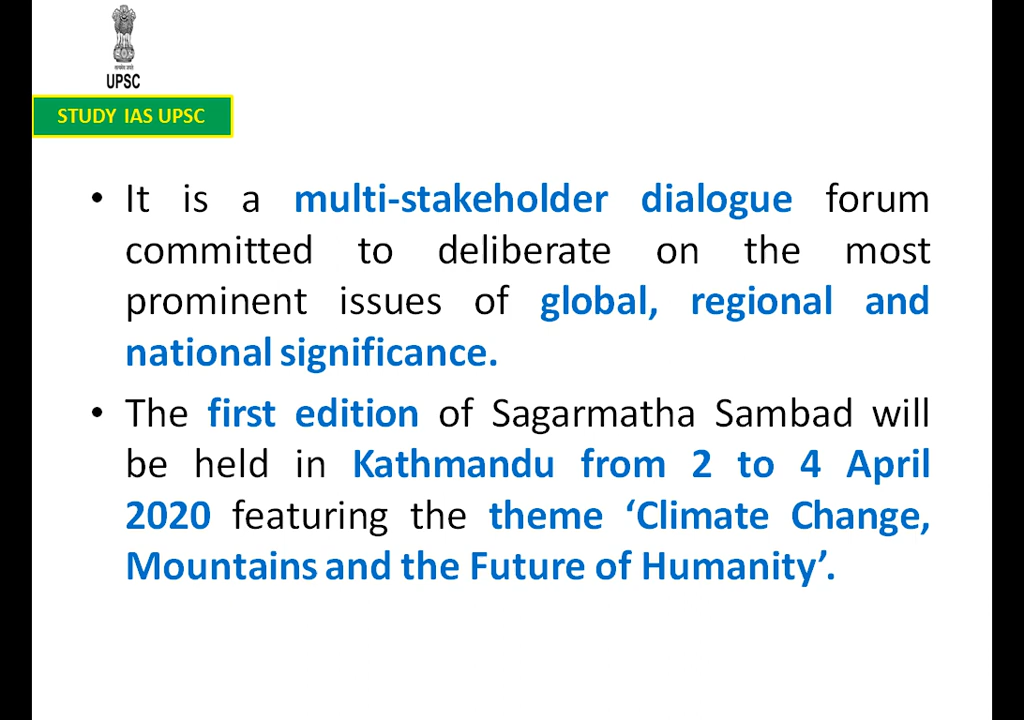 UPSC
STUDY IAS UPSC
• It is a multi-stakeholder dialogue forum
committed to deliberate on the most
prominent issues of global, regional and
national significance.
• The first edition of Sagarmatha Sambad will
be held in Kathmandu from 2 to 4 April
2020 featuring the theme ‘Climate Change,
Mountains and the Future of Humanity’.